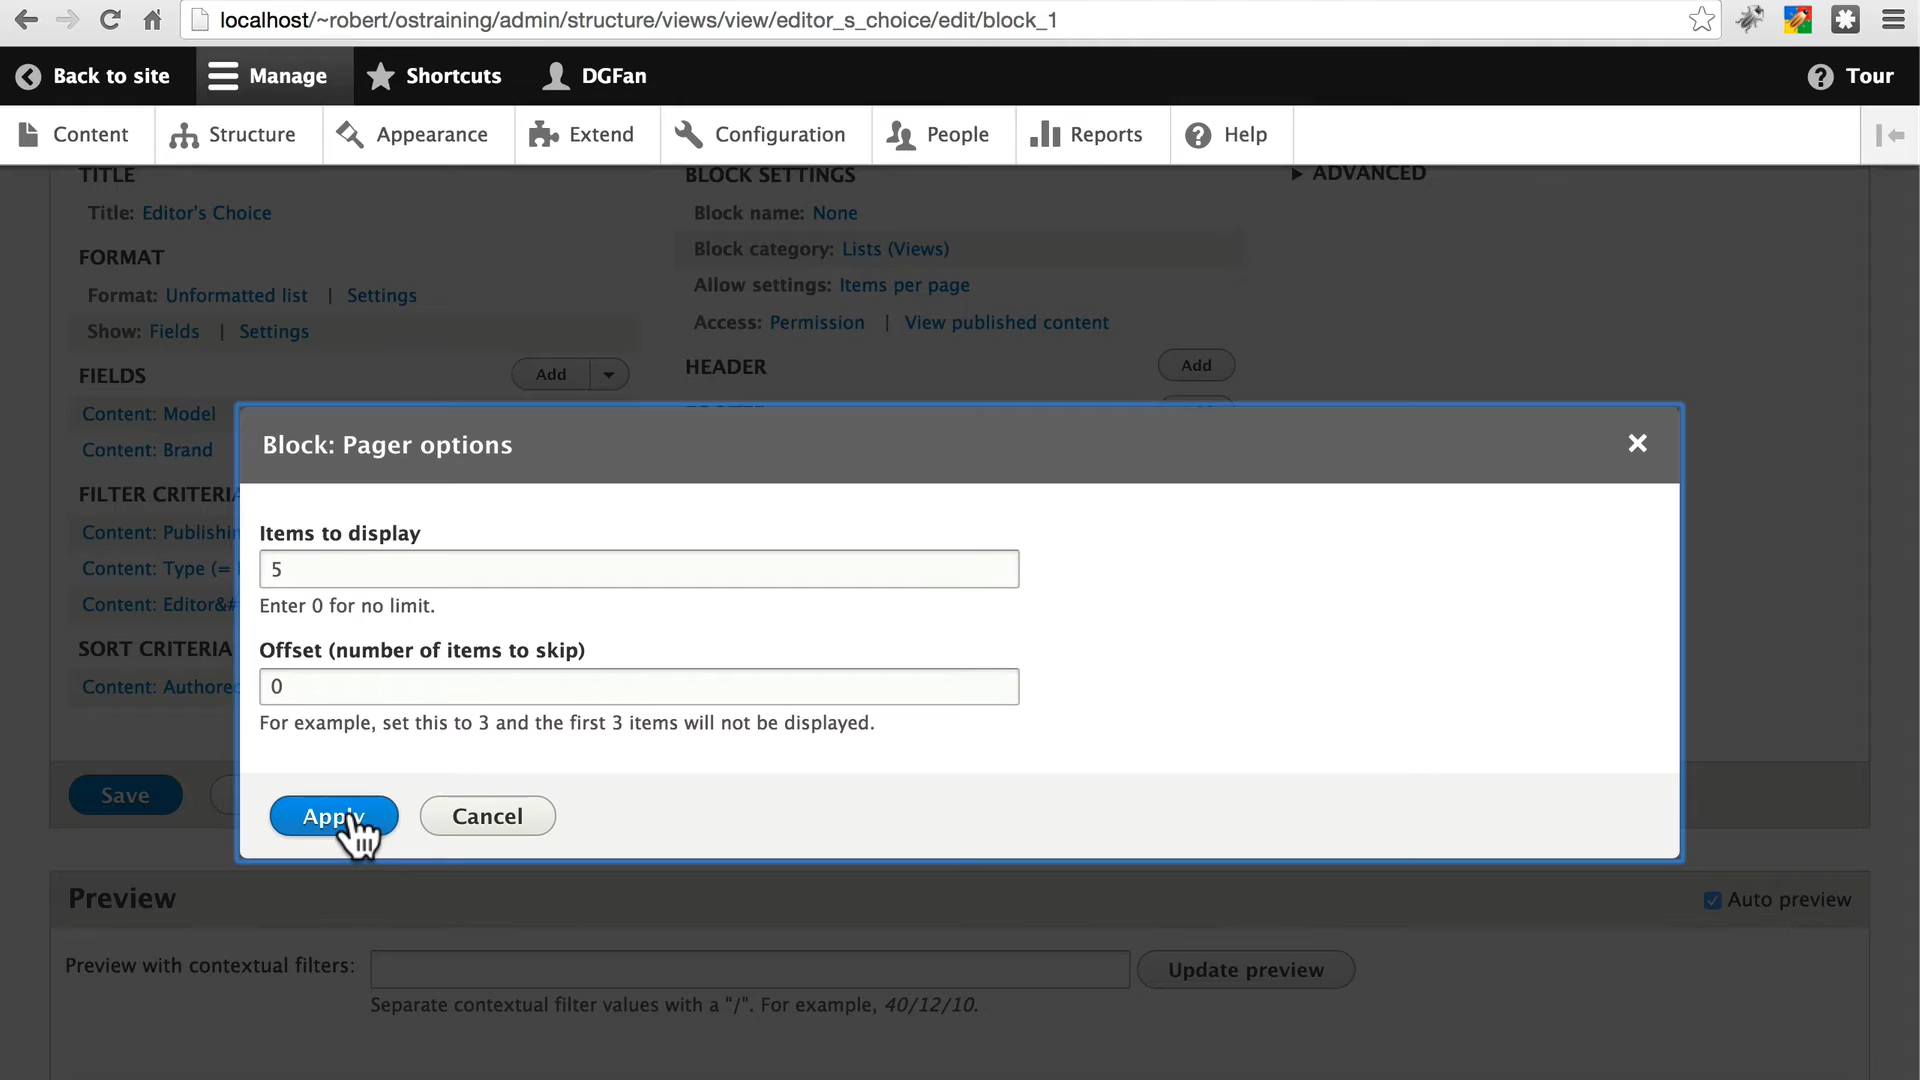 localhost/~robert/ostraining/admin/structure/views/view/editor_s_choice/edit/block_1
Back to site
Manage
Shortcuts
DGFan
Tour
Content
Structure
Appearance
Extend
Configuration
People
Reports
Help
TITLE
Title: Editor's Choice
FORMAT
Format: Unformatted list | Settings
Show: Fields | Settings
FIELDS
Add
Content: Model
Content: Brand
FILTER CRITERIA
Content: Publishin
Content: Type (=
Content: Editor&#
SORT CRITERIA
Content: Authored
BLOCK SETTINGS
Block name: None
Block category: Lists (Views)
Allow settings: Items per page
Access: Permission | View published content
HEADER
Add
ADVANCED
Block: Pager options
Items to display
5
Enter 0 for no limit.
Offset (number of items to skip)
0
For example, set this to 3 and the first 3 items will not be displayed.
Apply
Cancel
Save
Preview
Auto preview
Preview with contextual filters:
Update preview
Separate contextual filter values with a "/". For example, 40/12/10.